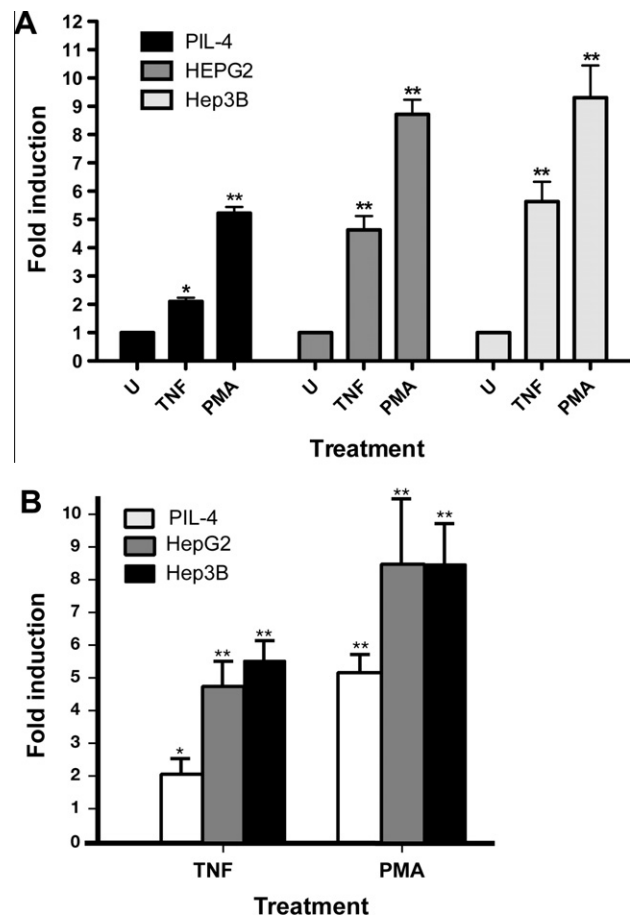 A
12
11
10
9
8
7
6
5
4
3
2
1
0
Fold induction
PIL-4
HEPG2
Hep3B
*
**
**
**
**
**
U
TNF
PMA
U
TNF
PMA
U
TNF
PMA
Treatment
B
10
9
8
7
6
5
4
3
2
1
0
Fold induction
PIL-4
HepG2
Hep3B
*
**
**
**
**
**
TNF
PMA
Treatment